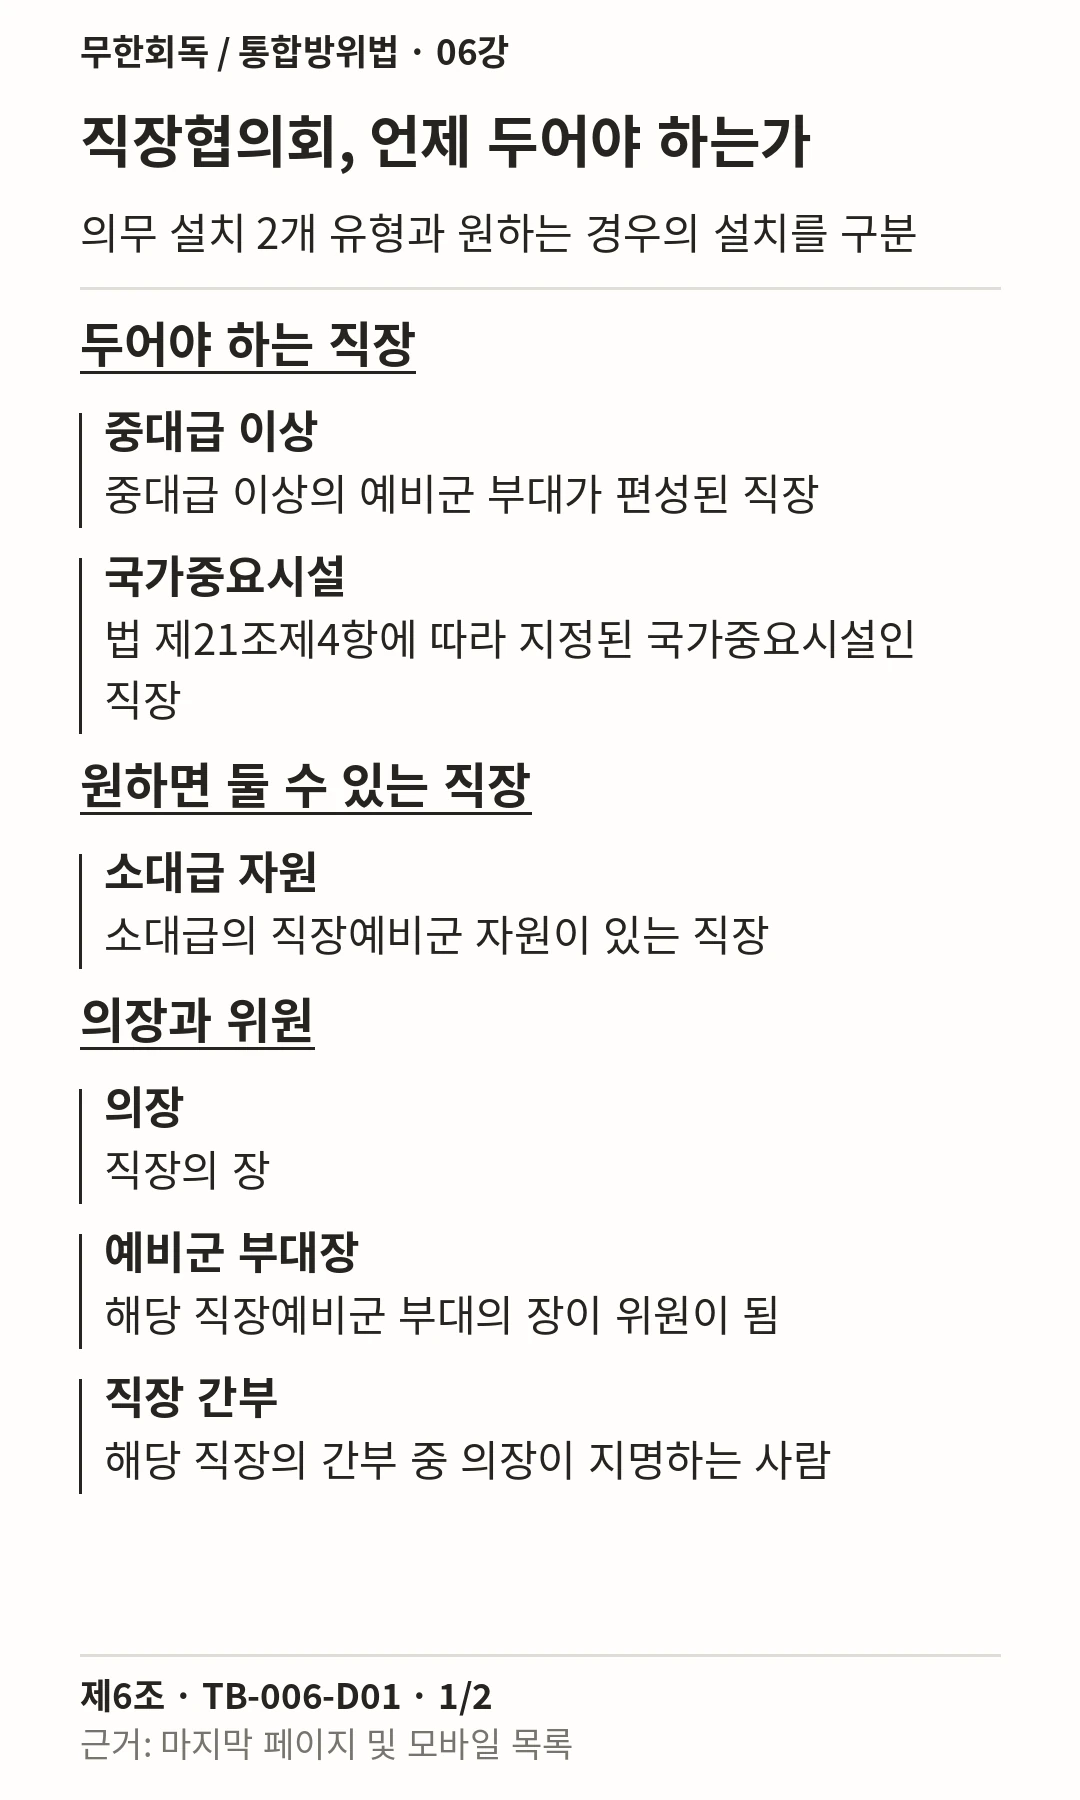 무한회독 / 통합방위법 · 06강
직장협의회, 언제 두어야 하는가
의무 설치 2개 유형과 원하는 경우의 설치를 구분
두어야 하는 직장
중대급 이상
중대급 이상의 예비군 부대가 편성된 직장
국가중요시설
법 제21조제4항에 따라 지정된 국가중요시설인
직장
원하면 둘 수 있는 직장
소대급 자원
소대급의 직장예비군 자원이 있는 직장
의장과 위원
의장
직장의 장
예비군 부대장
해당 직장예비군 부대의 장이 위원이 됨
직장 간부
해당 직장의 간부 중 의장이 지명하는 사람
제6조 · TB-006-D01 · 1/2
근거: 마지막 페이지 및 모바일 목록